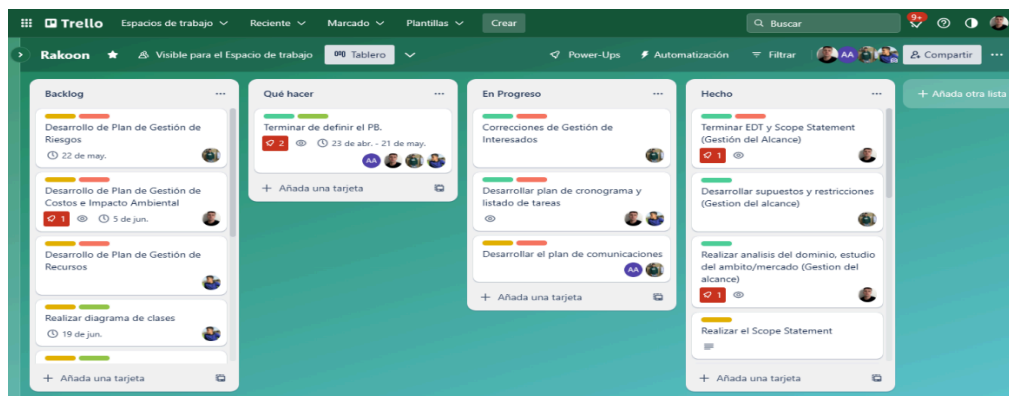 Trello Espacios de trabajo Reciente Marcado Plantillas Crear Buscar 9+
Rakoon Visible para el Espacio de trabajo Tablero Power-Ups Automatización Filtrar AA Compartir
Backlog
Desarrollo de Plan de Gestión de
Riesgos
22 de may.
Desarrollo de Plan de Gestión de
Costos e Impacto Ambiental
1 5 de jun.
Desarrollo de Plan de Gestión de
Recursos
Realizar diagrama de clases
19 de jun.
+ Añada una tarjeta
Qué hacer
Terminar de definir el PB.
2 23 de abr. - 21 de may.
AA
+ Añada una tarjeta
En Progreso
Correcciones de Gestión de
Interesados
Desarrollar plan de cronograma y
listado de tareas
Desarrollar el plan de comunicaciones
AA
+ Añada una tarjeta
Hecho
Terminar EDT y Scope Statement
(Gestión del Alcance)
1
Desarrollar supuestos y restricciones
(Gestion del alcance)
Realizar analisis del dominio, estudio
del ambito/mercado (Gestion del
alcance)
1
Realizar el Scope Statement
+ Añada una tarjeta
+ Añada otra lista